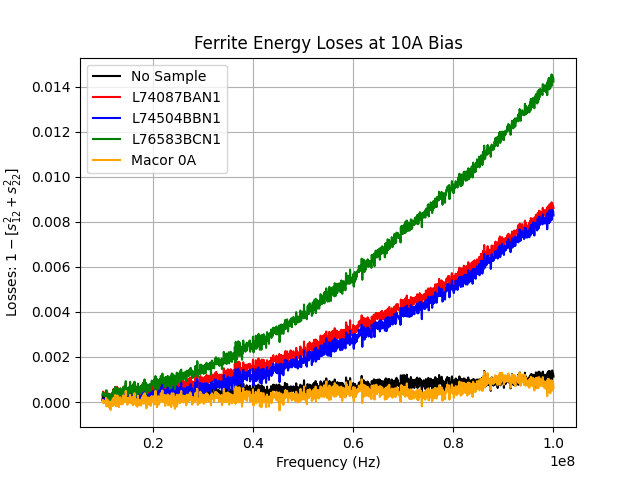 Ferrite Energy Loses at 10A Bias
No Sample
L74087BAN1
L74504BBN1
L76583BCN1
Macor 0A
0.014
0.012
0.010
0.008
0.006
0.004
0.002
0.000
Losses: 1 − [s²₁₂ + s²₂₂]
0.2
0.4
0.6
0.8
1.0
1e8
Frequency (Hz)